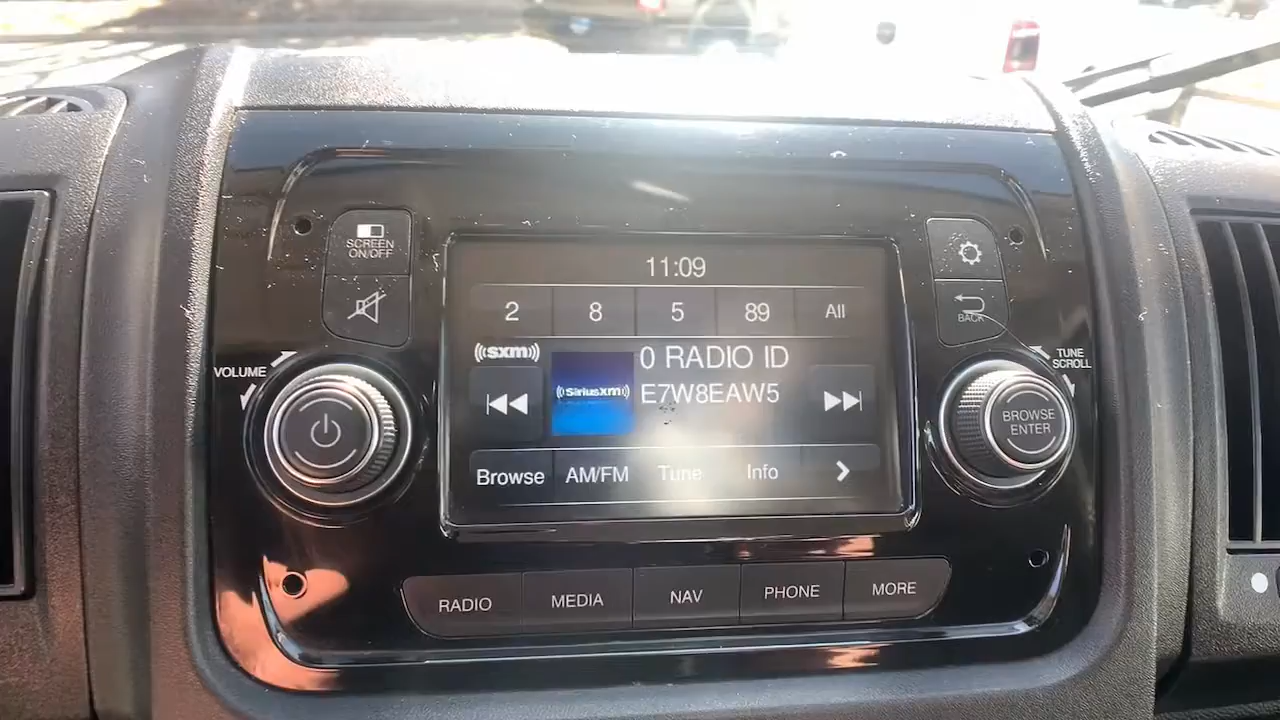 SCREEN
ON/OFF
11:09
2 8 5 89 All
((sxm))
0 RADIO ID
((SiriusXM))
E7W8EAW5
VOLUME
TUNE
SCROLL
BACK
BROWSE
ENTER
Browse AM/FM Tune Info
RADIO MEDIA NAV PHONE MORE